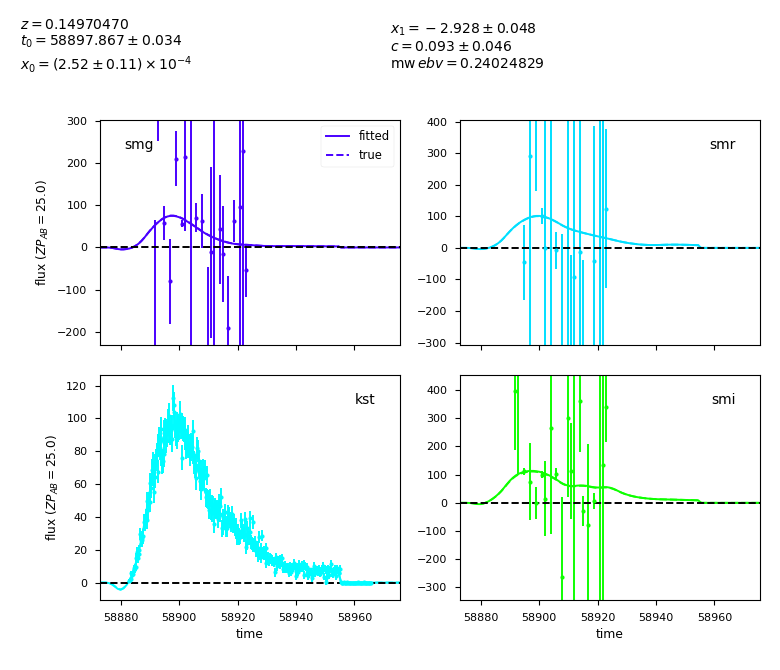 z = 0.14970470
t₀ = 58897.867 ± 0.034
x₀ = (2.52 ± 0.11) × 10⁻⁴
x₁ = −2.928 ± 0.048
c = 0.093 ± 0.046
mw ebv = 0.24024829
300
200
100
0
−100
−200
flux (ZP_AB = 25.0)
smg
fitted
true
400
300
200
100
0
−100
−200
−300
smr
120
100
80
60
40
20
0
flux (ZP_AB = 25.0)
kst
58880 58900 58920 58940 58960
time
400
300
200
100
0
−100
−200
−300
smi
58880 58900 58920 58940 58960
time